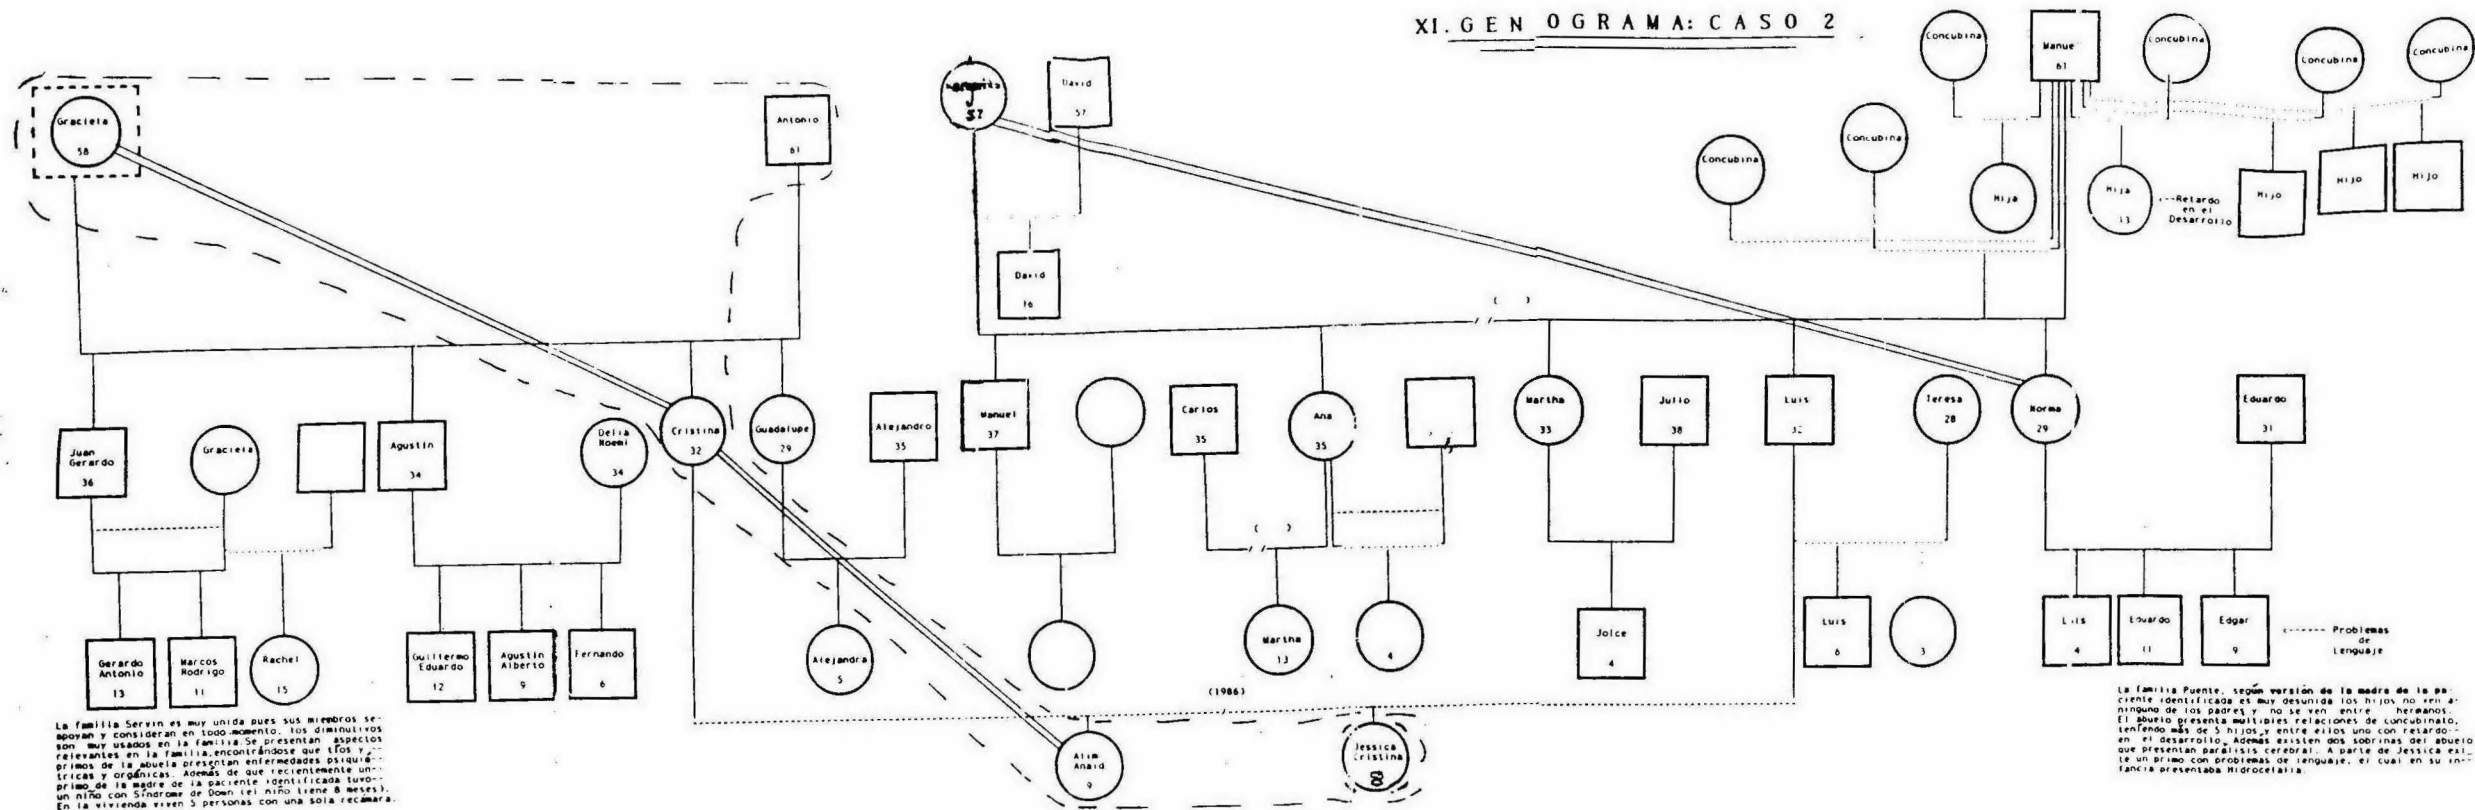 XI. GENOGRAMA: CASO 2
Concubina
Manue
61
Concubina
Concubina
Concubina
Graciela
58
Antonio
61
57
David
57
Concubina
Concubina
Hija
Hija
13
Retardo
en el
Desarrollo
Hijo
Hijo
Hijo
David
16
Juan
Gerardo
36
Graciela
Agustín
34
Delia
Noemi
34
Cristina
32
Guadalupe
29
Alejandro
35
Manuel
37
Carlos
35
Ana
35
Martha
33
Julio
38
Luis
Teresa
28
Norma
29
Eduardo
31
Gerardo
Antonio
13
Marcos
Rodrigo
11
Rachel
15
Guillermo
Eduardo
12
Agustín
Alberto
9
Fernando
6
Alejandra
5
Martha
13
4
Jolce
4
Luis
6
3
4
Eduardo
11
Edgar
9
Problemas
de
Lenguaje
(1986)
Alim
Anaid
9
Jessica
Cristina
8
La familia Servin es muy unida pues sus miembros se-
apoyan y consideran en todo momento, los diminutivos
son muy usados en la familia. Se presentan aspectos
relevantes en la familia, encontrándose que tíos y --
primos de la abuela presentan enfermedades psiquiá--
tricas y orgánicas. Además de que recientemente un--
primo de la madre de la paciente identificada tuvo--
un niño con Síndrome de Down (el niño tiene 8 meses).
En la vivienda viven 5 personas con una sola recámara.
La familia Puente, según versión de la madre de la pa-
ciente identificada es muy desunida los hijos no ven a-
ninguno de los padres y no se ven entre hermanos.
El abuelo presenta multiples relaciones de concubinato,
teniendo más de 5 hijos y entre ellos uno con retardo--
en el desarrollo. Además existen dos sobrinas del abuelo
que presentan parálisis cerebral. A parte de Jessica exi_
te un primo con problemas de lenguaje, el cual en su in--
fancia presentaba Hidrocefalia.